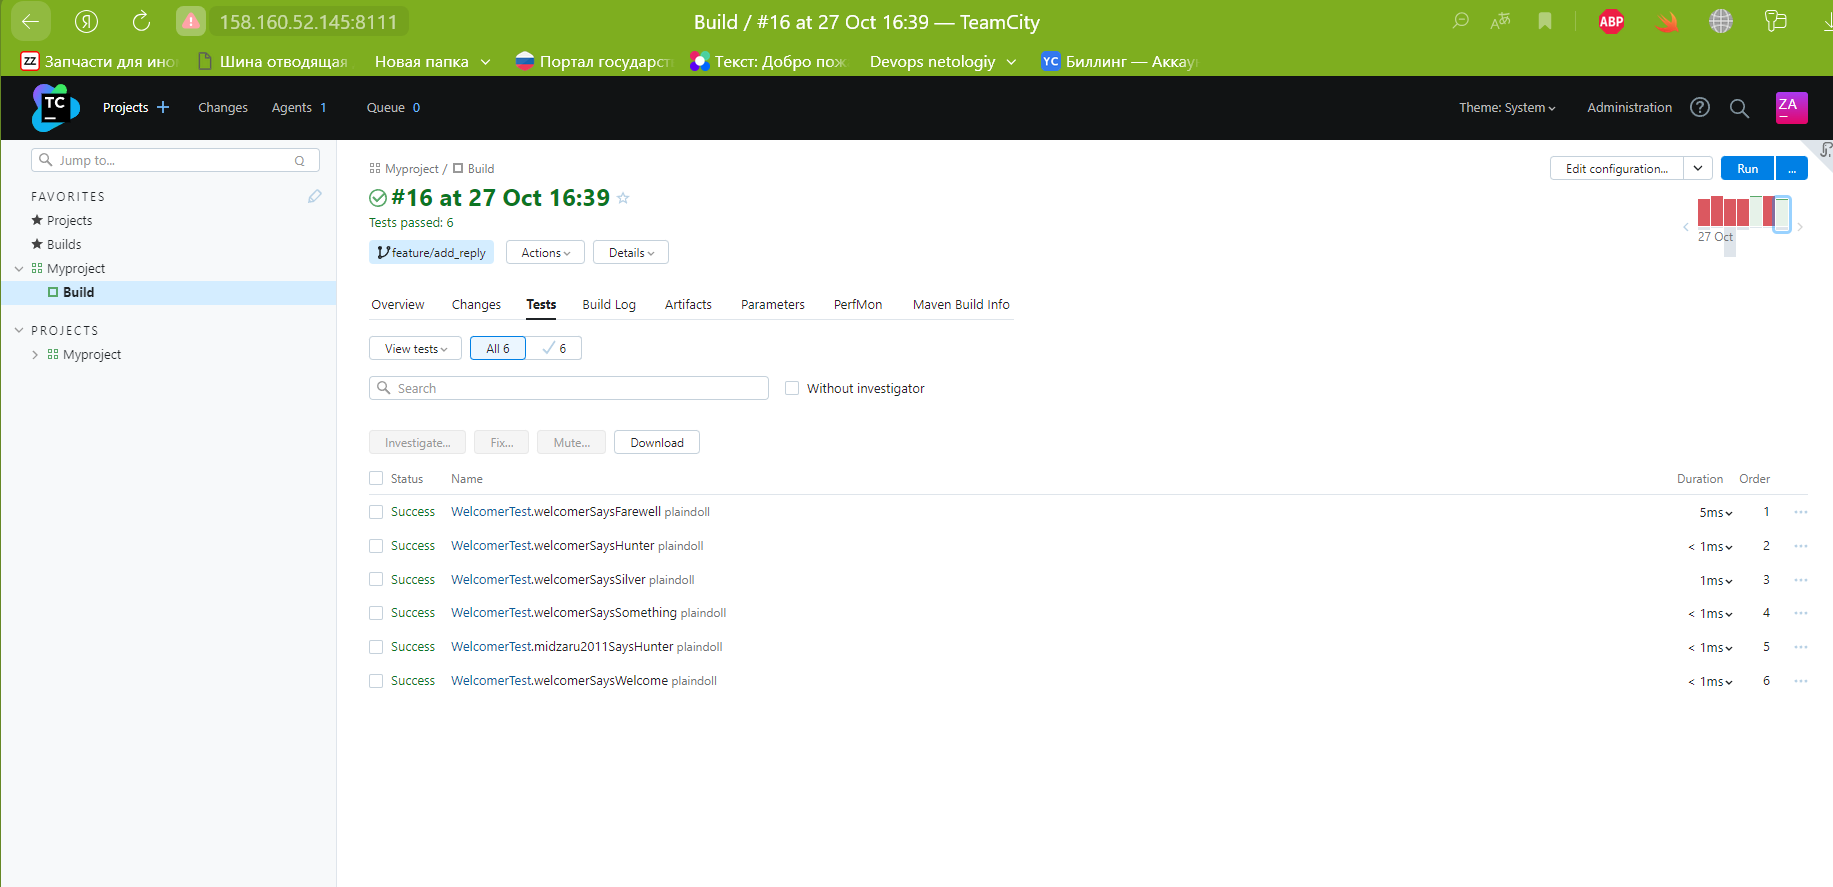 158.160.52.145:8111 Build / #16 at 27 Oct 16:39 — TeamCity ABP
ZZ Запчасти для ино Шина отводящая Новая папка Портал государст Текст: Добро пож Devops netologiy YC Биллинг — Аккау
TC Projects Changes Agents 1 Queue 0 Theme: System Administration ? ZA
Jump to... Q
FAVORITES
Projects
Builds
Myproject
Build
PROJECTS
Myproject
Myproject / Build Edit configuration... Run ...
#16 at 27 Oct 16:39
Tests passed: 6
27 Oct
feature/add_reply Actions Details
Overview Changes Tests Build Log Artifacts Parameters PerfMon Maven Build Info
View tests All 6 6
Search Without investigator
Investigate... Fix... Mute... Download
Status Name Duration Order
Success WelcomerTest.welcomerSaysFarewell plaindoll 5ms 1
Success WelcomerTest.welcomerSaysHunter plaindoll < 1ms 2
Success WelcomerTest.welcomerSaysSilver plaindoll 1ms 3
Success WelcomerTest.welcomerSaysSomething plaindoll < 1ms 4
Success WelcomerTest.midzaru2011SaysHunter plaindoll < 1ms 5
Success WelcomerTest.welcomerSaysWelcome plaindoll < 1ms 6